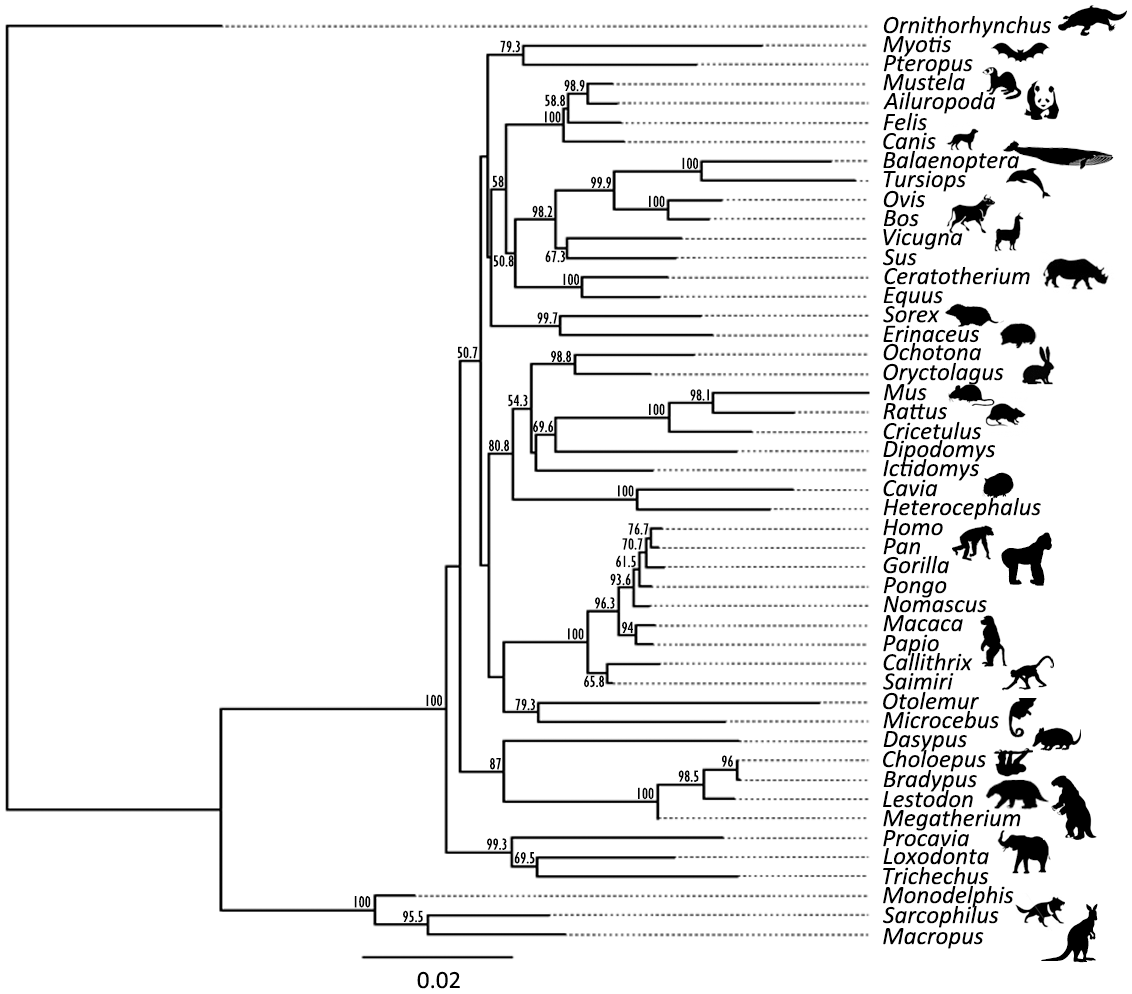 Ornithorhynchus
Myotis
79.3
Pteropus
Mustela
98.9
Ailuropoda
58.8
100
Felis
Canis
Balaenoptera
100
Tursiops
58
99.9
Ovis
100
Bos
98.2
Vicugna
67.3
Sus
50.8
Ceratotherium
100
Equus
Sorex
99.7
Erinaceus
Ochotona
98.8
Oryctolagus
50.7
Mus
98.1
Rattus
54.3
100
Cricetulus
69.6
Dipodomys
80.8
Ictidomys
Cavia
100
Heterocephalus
Homo
76.7
Pan
70.7
Gorilla
61.5
Pongo
93.6
Nomascus
96.3
Macaca
94
Papio
100
Callithrix
65.8
Saimiri
Otolemur
79.3
Microcebus
100
Dasypus
87
Choloepus
96
Bradypus
98.5
Lestodon
100
Megatherium
Procavia
99.3
Loxodonta
69.5
Trichechus
Monodelphis
100
Sarcophilus
95.5
Macropus
0.02